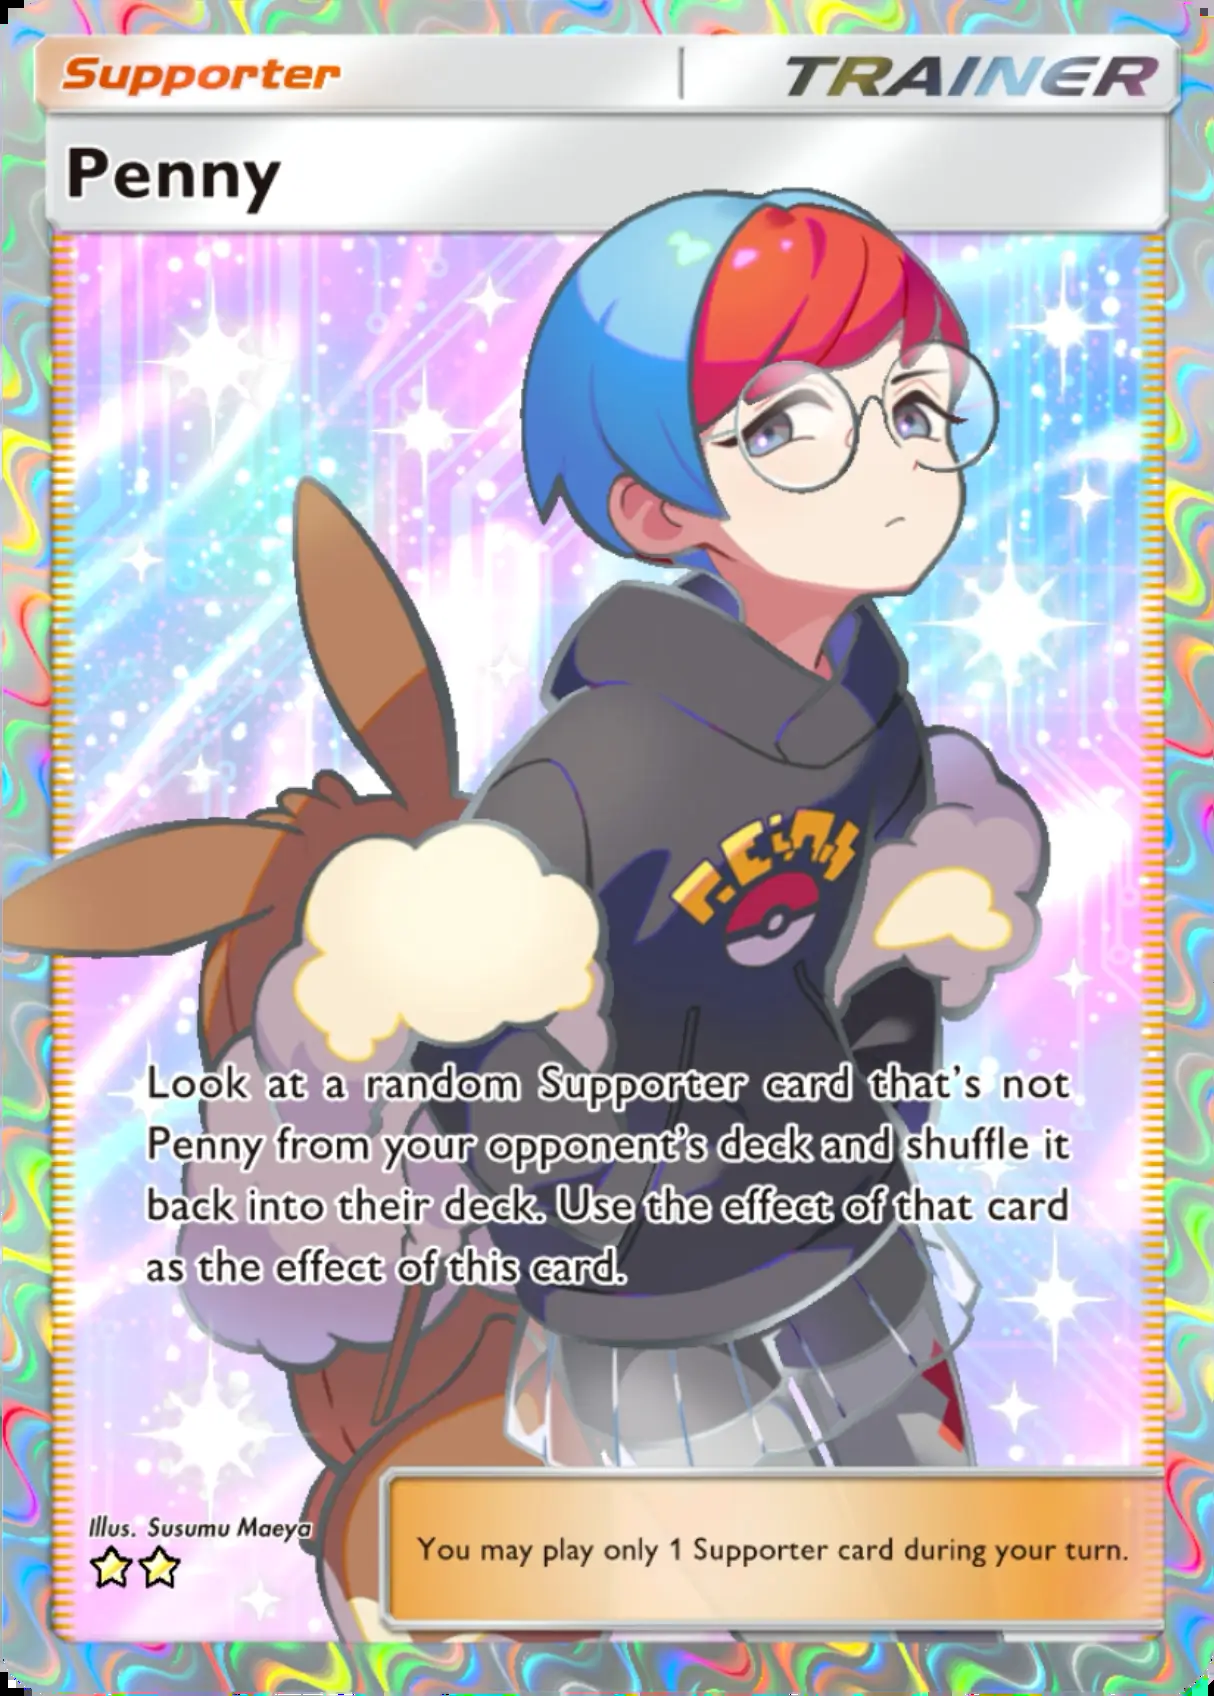 Supporter
TRAINER
Penny
Look at a random Supporter card that's not
Penny from your opponent's deck and shuffle it
back into their deck. Use the effect of that card
as the effect of this card.
Illus. Susumu Maeya
You may play only 1 Supporter card during your turn.